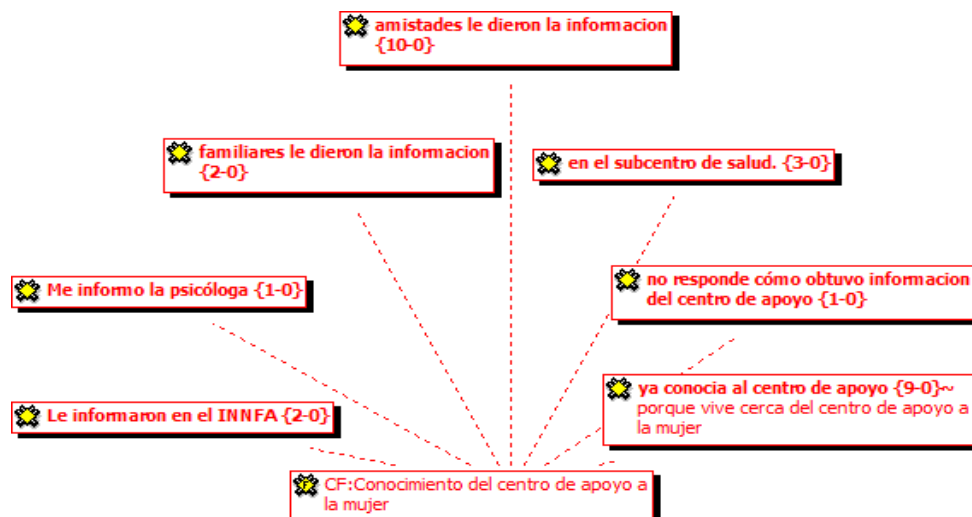 amistades le dieron la informacion
{10-0}
familiares le dieron la informacion
{2-0}
en el subcentro de salud. {3-0}
Me informo la psicóloga {1-0}
no responde cómo obtuvo informacion
del centro de apoyo {1-0}
ya conocia al centro de apoyo {9-0}~
porque vive cerca del centro de apoyo a
la mujer
Le informaron en el INNFA {2-0}
CF:Conocimiento del centro de apoyo a
la mujer